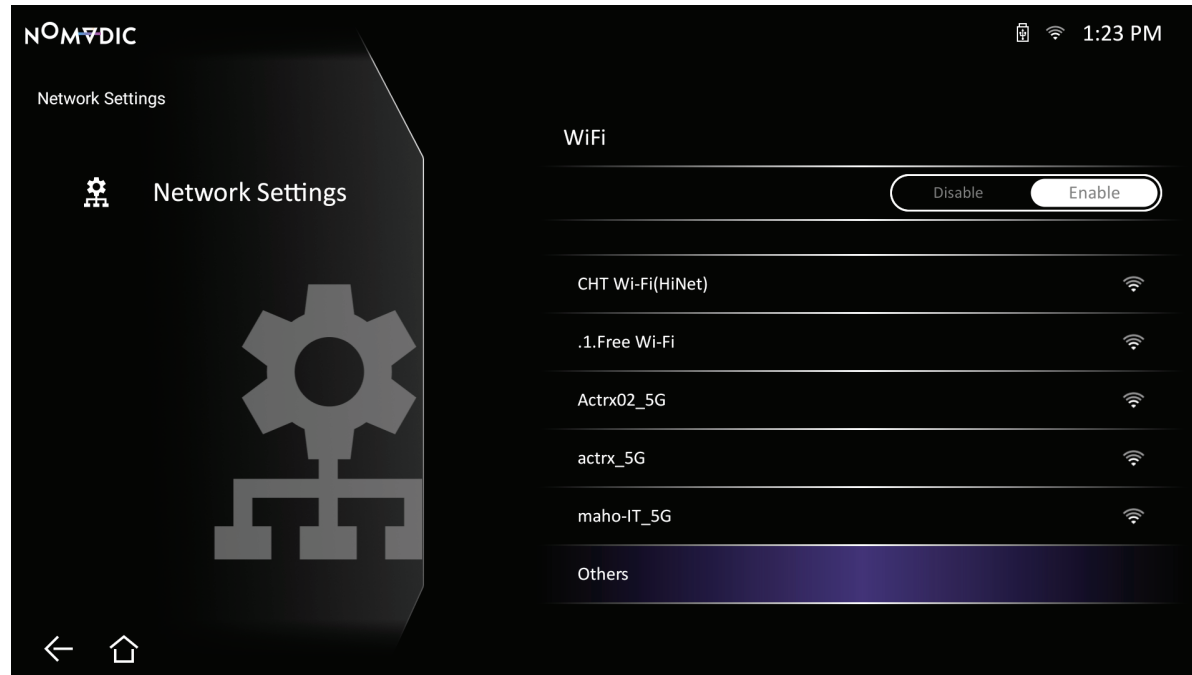 NOMADIC
1:23 PM
Network Settings
Network Settings
WiFi
Disable
Enable
CHT Wi-Fi(HiNet)
.1.Free Wi-Fi
Actrx02_5G
actrx_5G
maho-IT_5G
Others